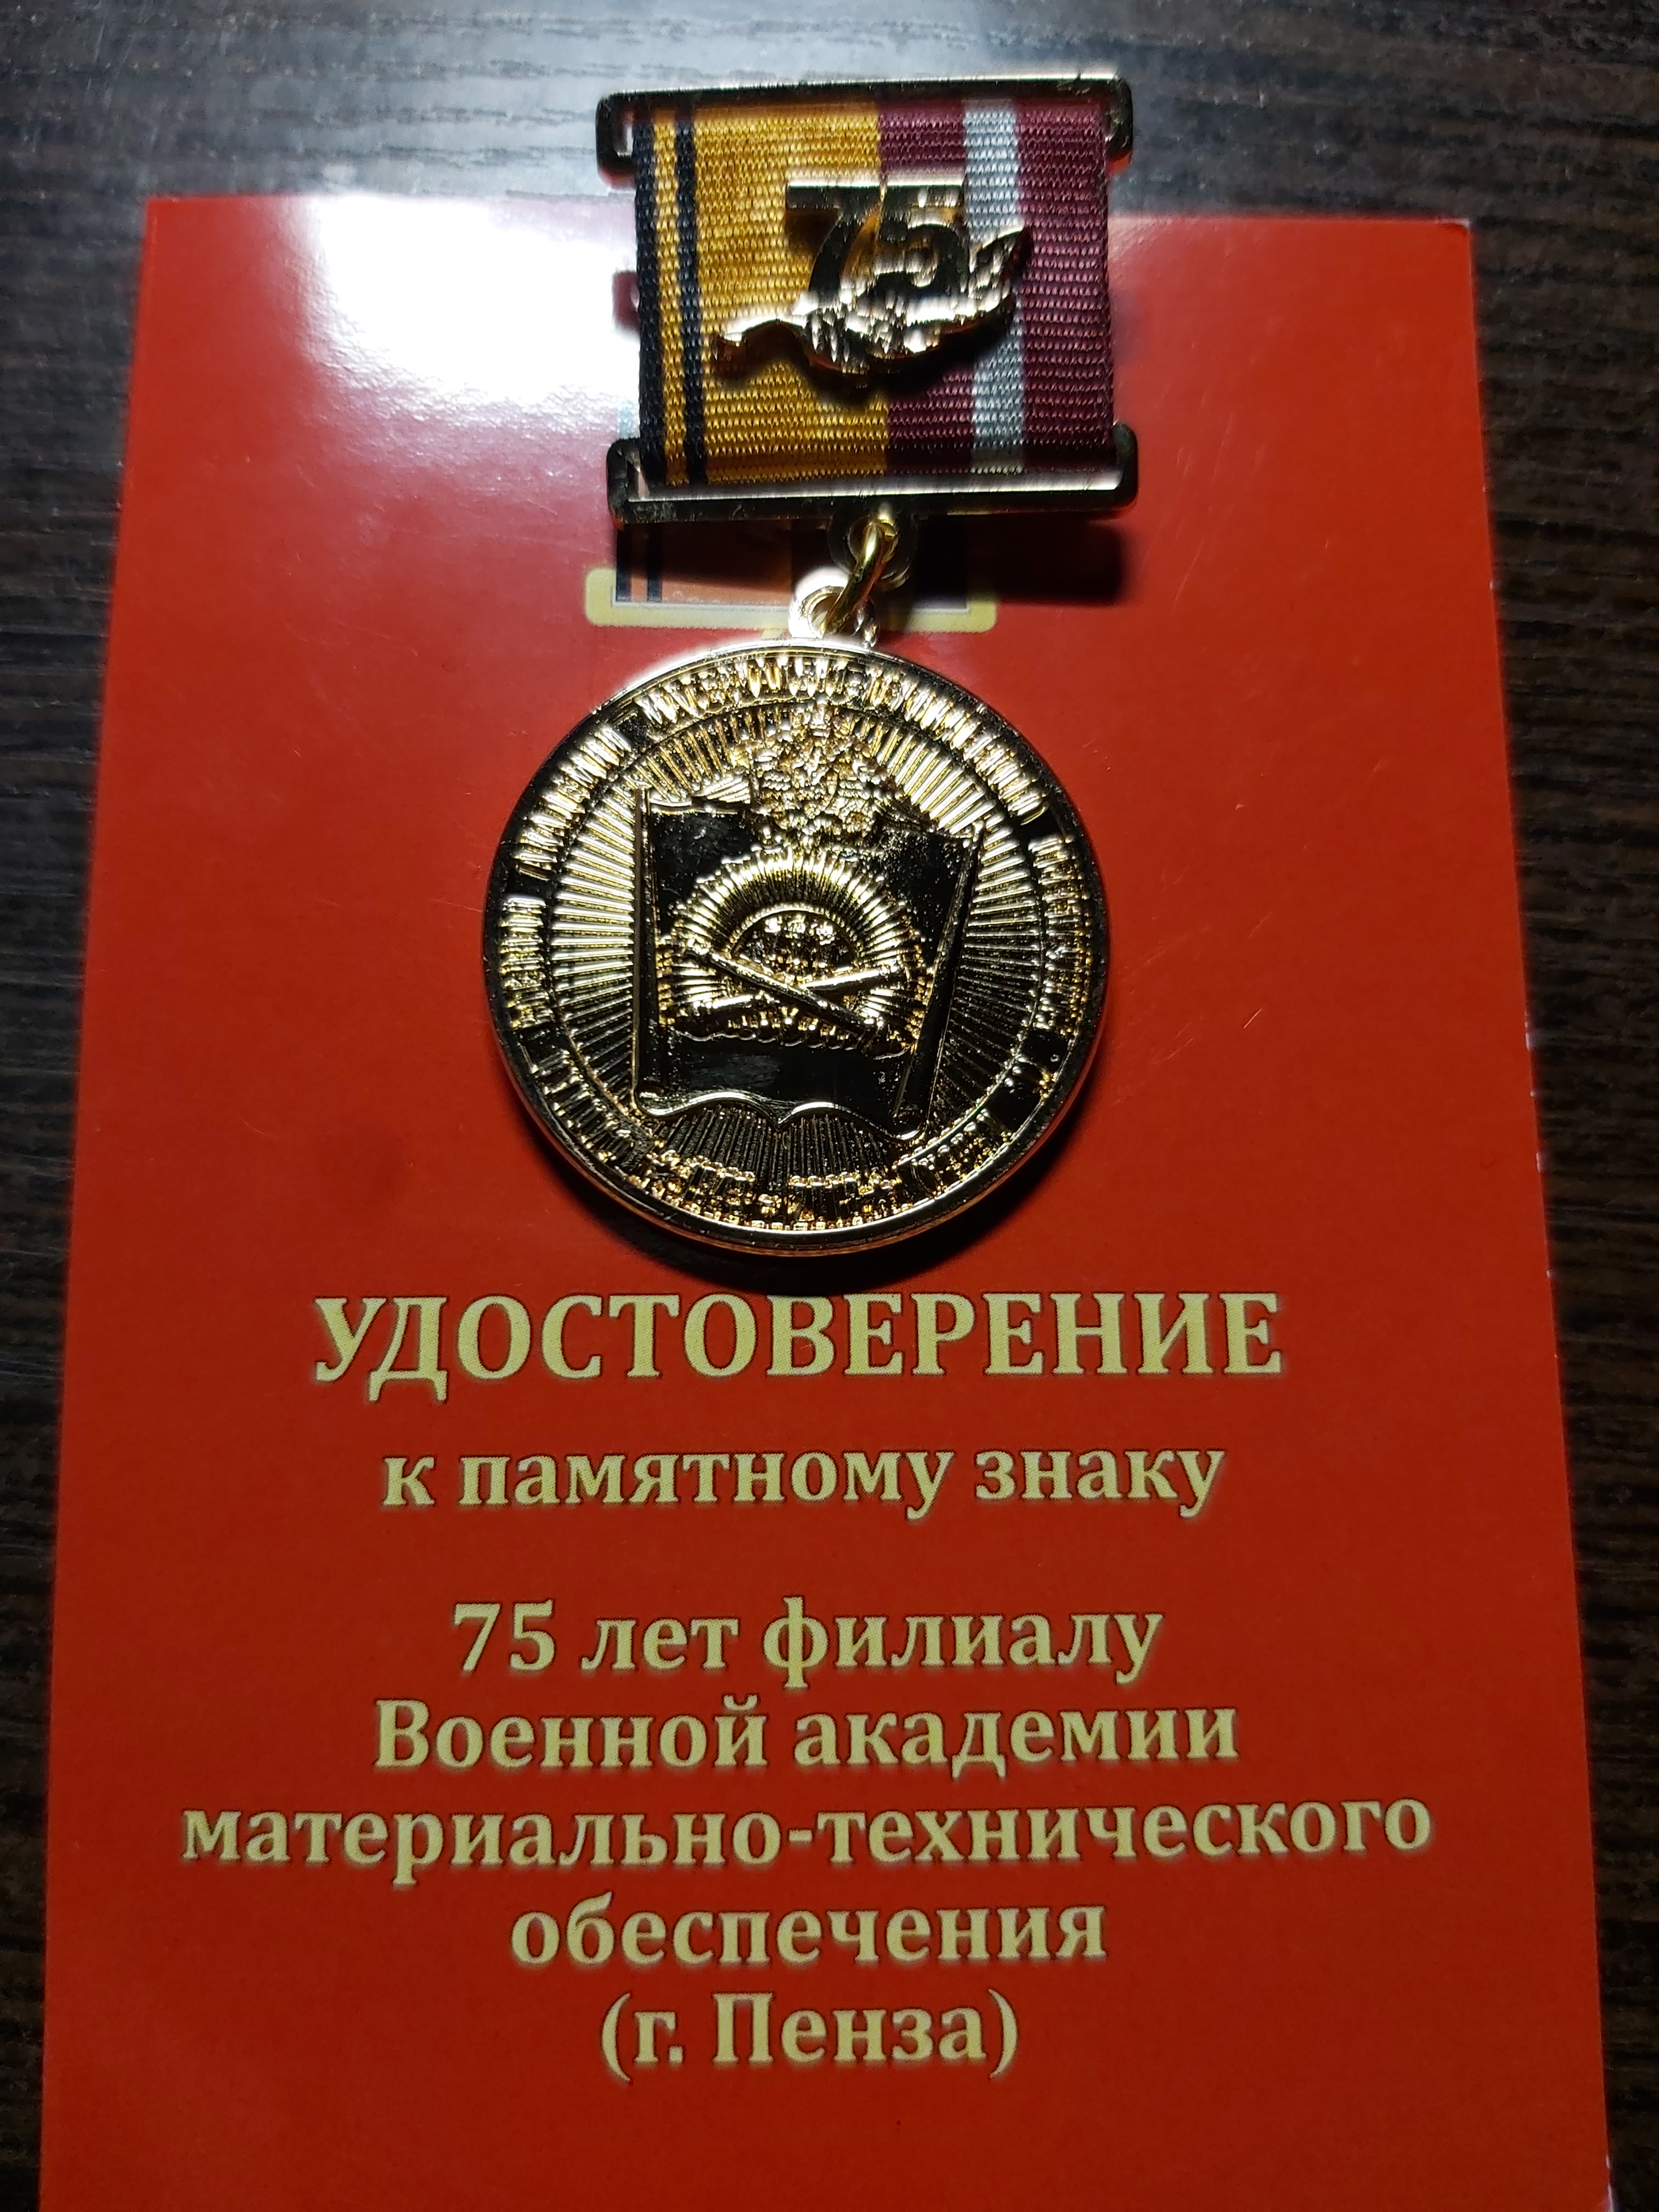 75
УДОСТОВЕРЕНИЕ
к памятному знаку
75 лет филиалу
Военной академии
материально-технического
обеспечения
(г. Пенза)